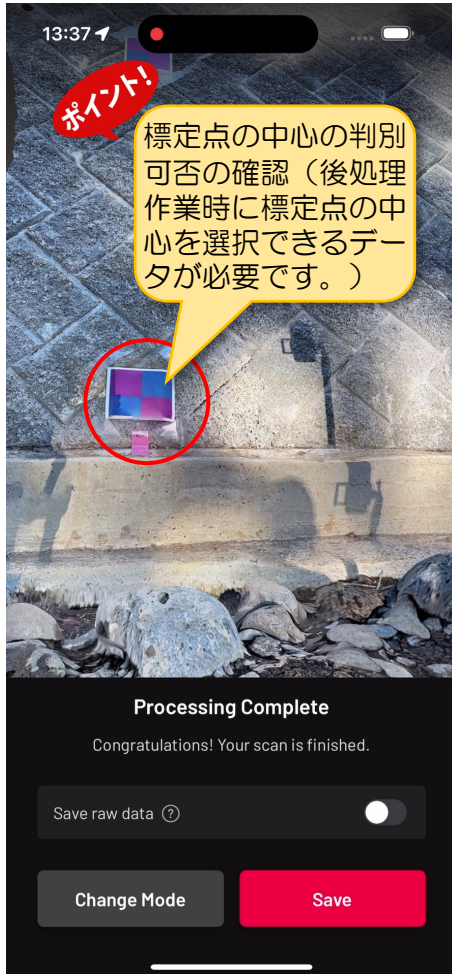 13:37
ポイント!
標定点の中心の判別
可否の確認（後処理
作業時に標定点の中
心を選択できるデー
タが必要です。）
Processing Complete
Congratulations! Your scan is finished.
Save raw data ?
Change Mode
Save